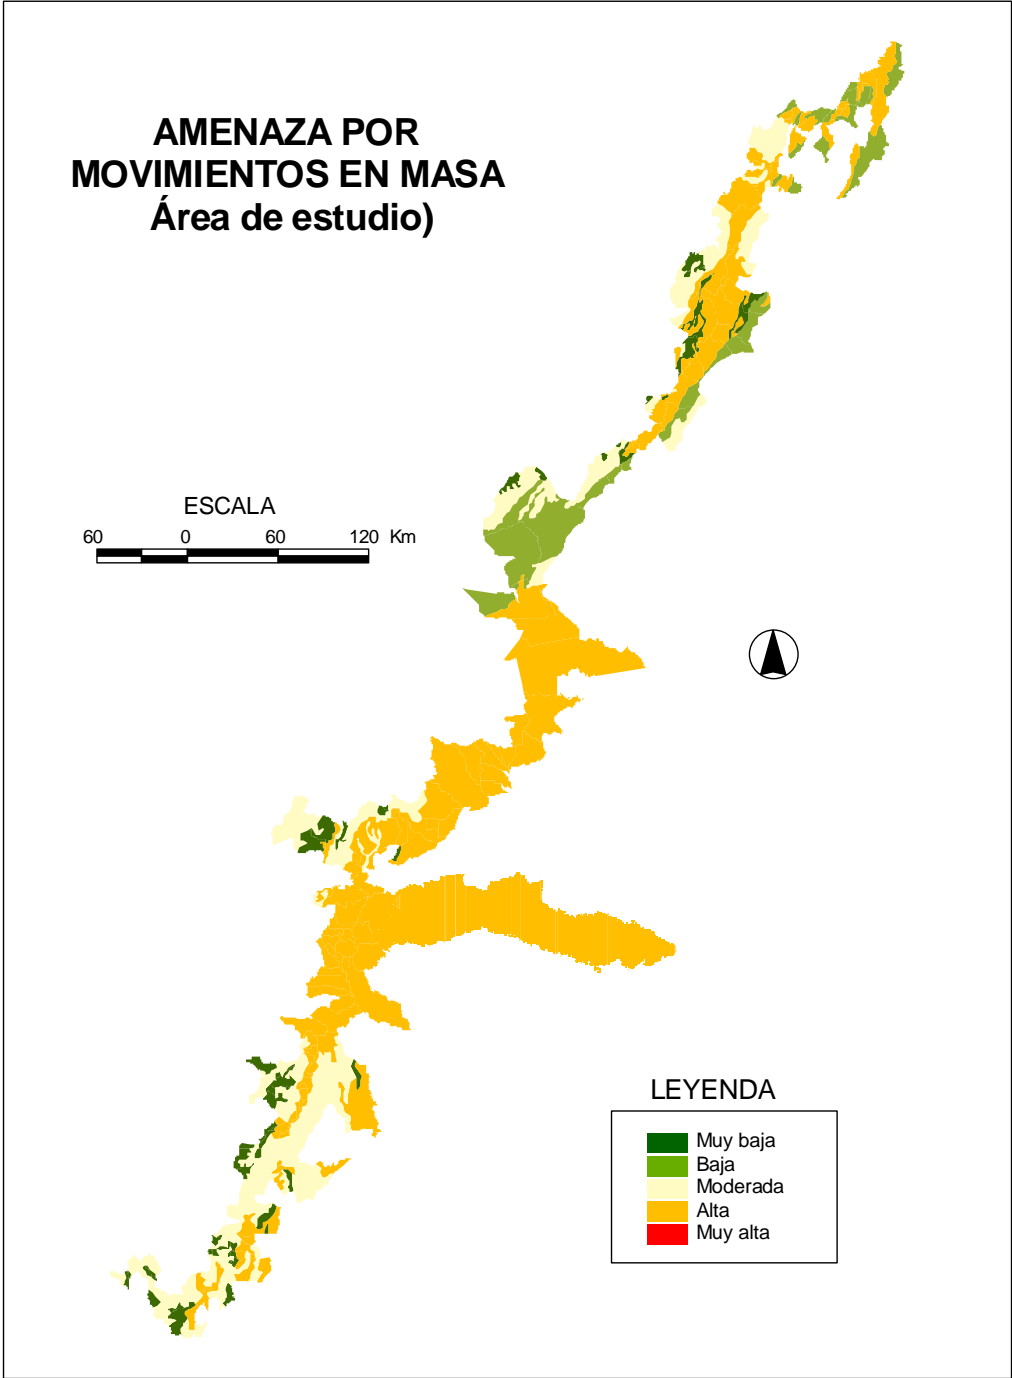 AMENAZA POR
MOVIMIENTOS EN MASA
Área de estudio)
ESCALA
60 0 60 120 Km
LEYENDA
Muy baja
Baja
Moderada
Alta
Muy alta